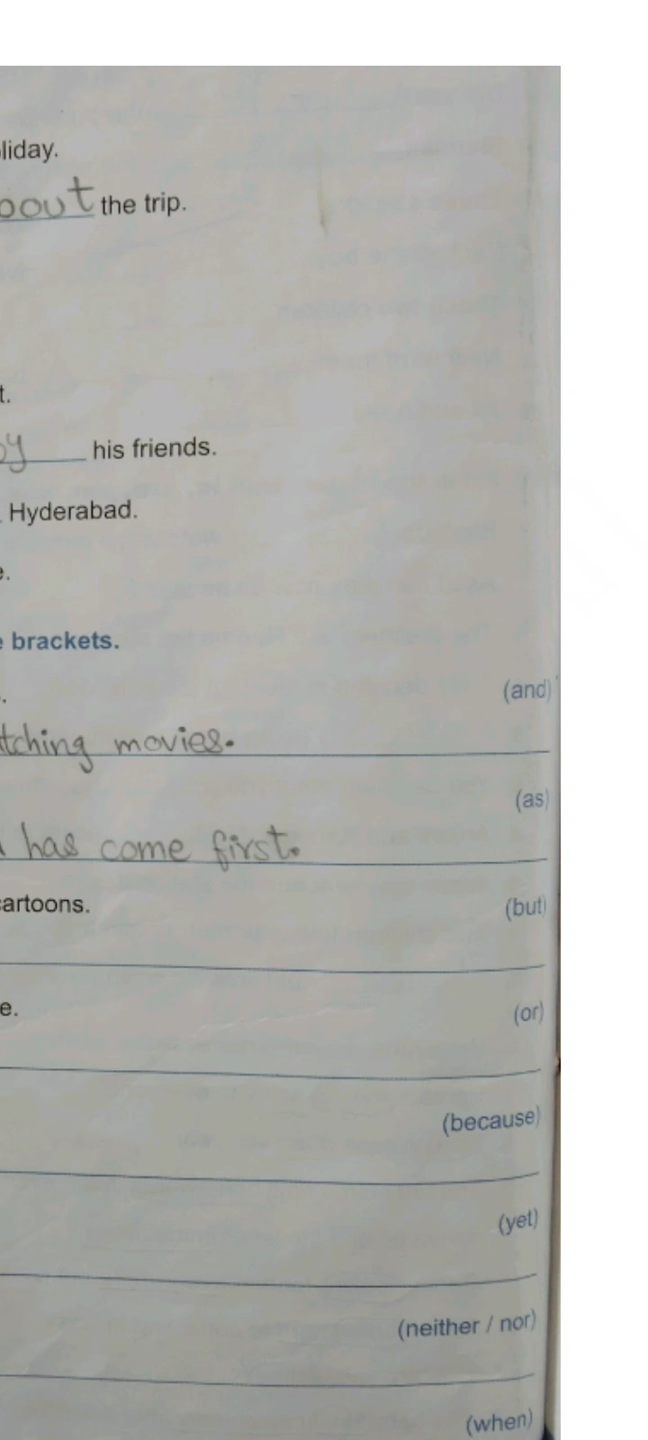 liday.
bout the trip.
t.
by his friends.
Hyderabad.
e.
e brackets.
(and)
tching movies.
(as)
has come first.
artoons. (but)
e. (or)
(because)
(yet)
(neither / nor)
(when)